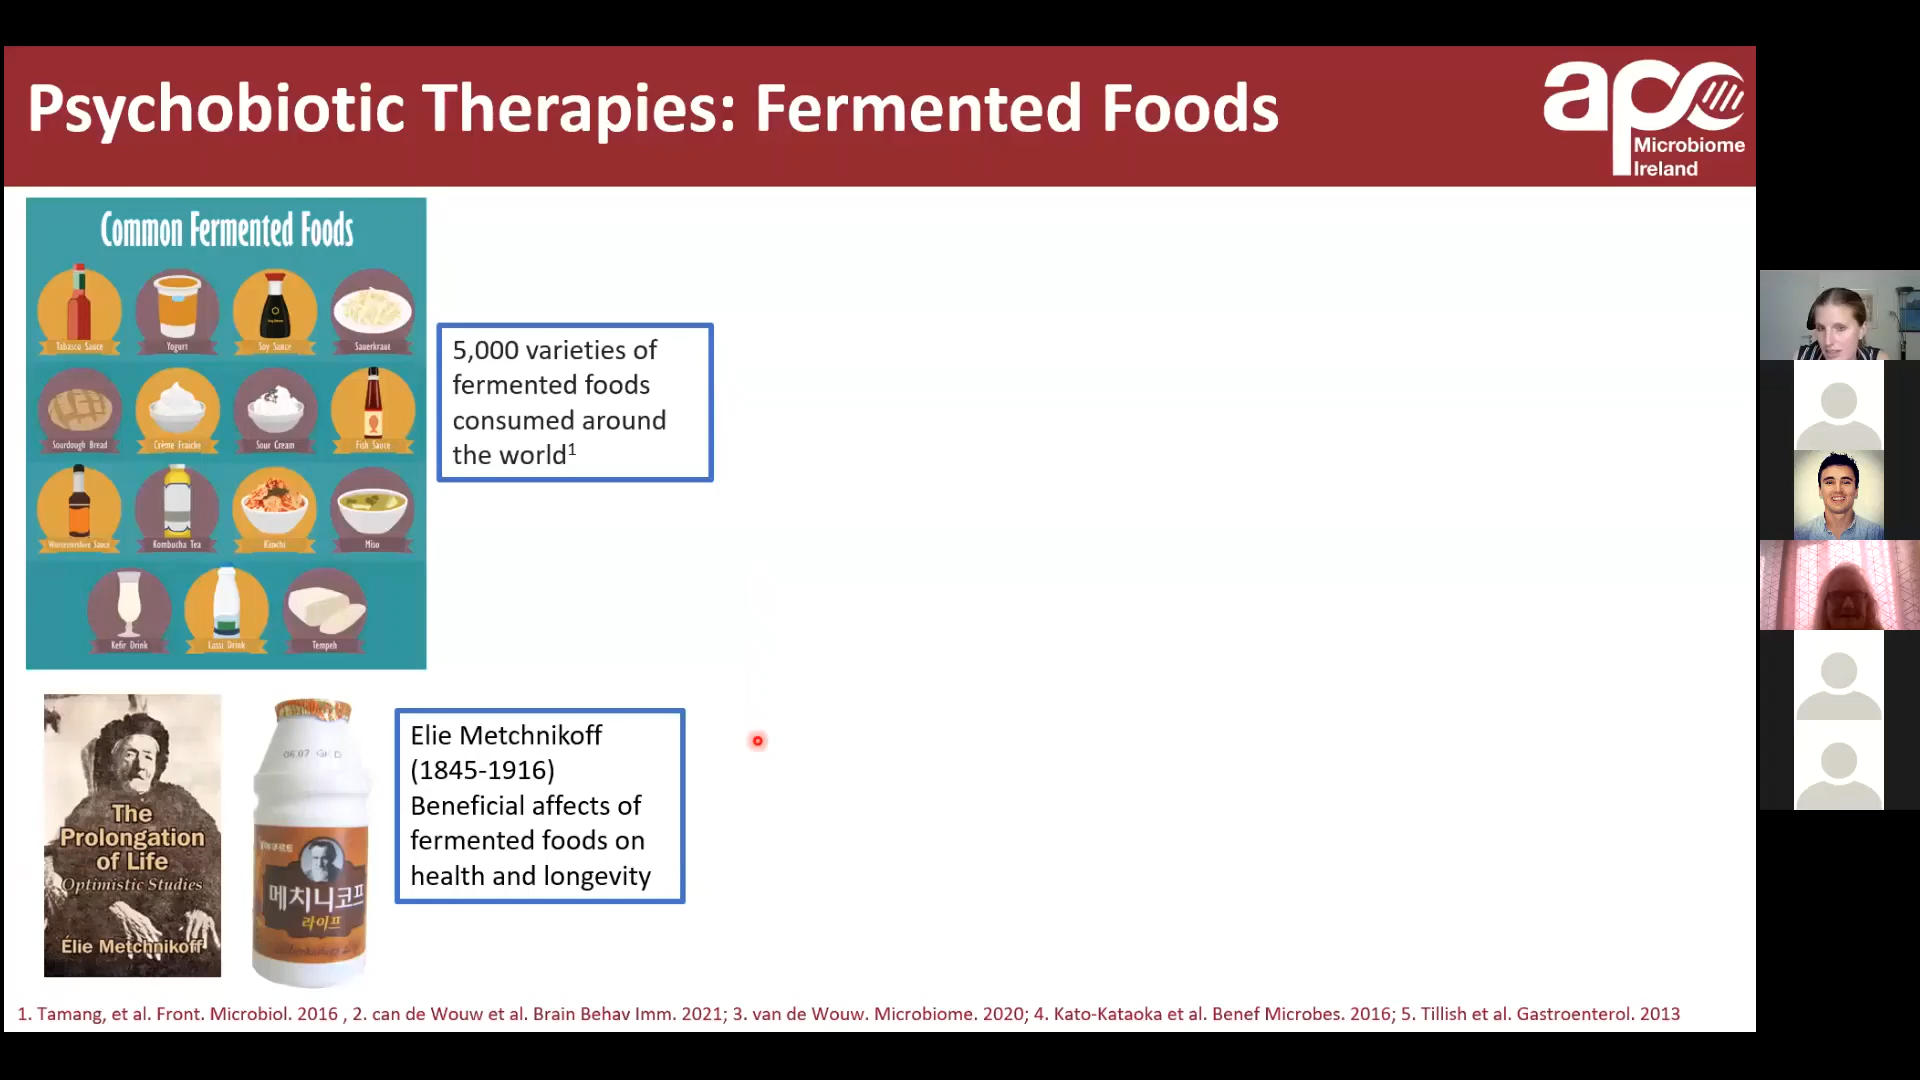 Psychobiotic Therapies: Fermented Foods
apc
Microbiome
Ireland
Common Fermented Foods
Tabasco Sauce
Yogurt
Soy Sauce
Sauerkraut
Sourdough Bread
Crème Fraiche
Sour Cream
Fish Sauce
Worcestershire Sauce
Kombucha Tea
Kimchi
Miso
Kefir Drink
Lassi Drink
Tempeh
5,000 varieties of
fermented foods
consumed around
the world¹
The
Prolongation
of Life
Optimistic Studies
Élie Metchnikoff
메치니코프
라이프
Elie Metchnikoff
(1845-1916)
Beneficial affects of
fermented foods on
health and longevity
1. Tamang, et al. Front. Microbiol. 2016 , 2. can de Wouw et al. Brain Behav Imm. 2021; 3. van de Wouw. Microbiome. 2020; 4. Kato-Kataoka et al. Benef Microbes. 2016; 5. Tillish et al. Gastroenterol. 2013